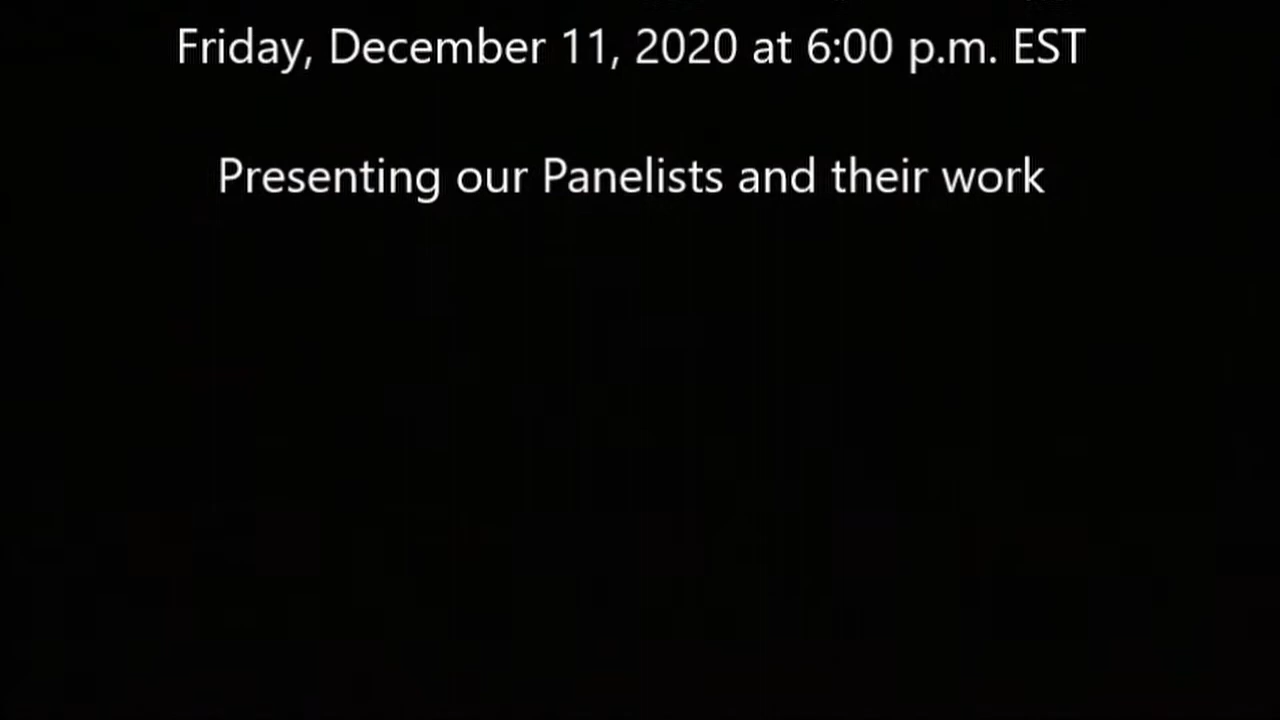 Friday, December 11, 2020 at 6:00 p.m. EST
Presenting our Panelists and their work